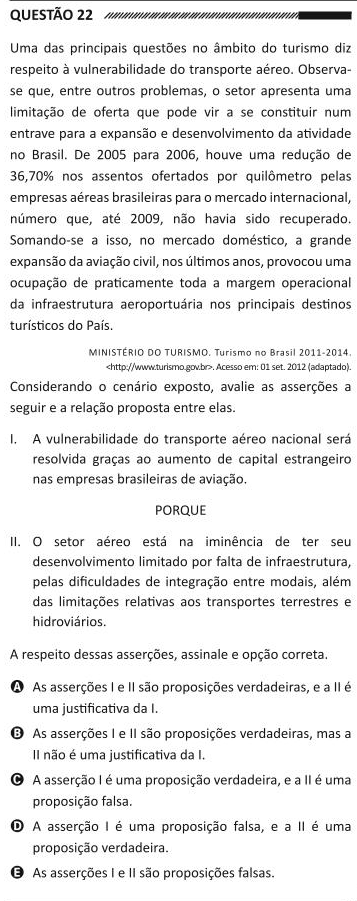 QUESTÃO 22
Uma das principais questões no âmbito do turismo diz
respeito à vulnerabilidade do transporte aéreo. Observa-
se que, entre outros problemas, o setor apresenta uma
limitação de oferta que pode vir a se constituir num
entrave para a expansão e desenvolvimento da atividade
no Brasil. De 2005 para 2006, houve uma redução de
36,70% nos assentos ofertados por quilômetro pelas
empresas aéreas brasileiras para o mercado internacional,
número que, até 2009, não havia sido recuperado.
Somando-se a isso, no mercado doméstico, a grande
expansão da aviação civil, nos últimos anos, provocou uma
ocupação de praticamente toda a margem operacional
da infraestrutura aeroportuária nos principais destinos
turísticos do País.
MINISTÉRIO DO TURISMO. Turismo no Brasil 2011-2014.
<http://www.turismo.gov.br>. Acesso em: 01 set. 2012 (adaptado).
Considerando o cenário exposto, avalie as asserções a
seguir e a relação proposta entre elas.
I. A vulnerabilidade do transporte aéreo nacional será
resolvida graças ao aumento de capital estrangeiro
nas empresas brasileiras de aviação.
PORQUE
II. O setor aéreo está na iminência de ter seu
desenvolvimento limitado por falta de infraestrutura,
pelas dificuldades de integração entre modais, além
das limitações relativas aos transportes terrestres e
hidroviários.
A respeito dessas asserções, assinale e opção correta.
A As asserções I e II são proposições verdadeiras, e a II é
uma justificativa da I.
B As asserções I e II são proposições verdadeiras, mas a
II não é uma justificativa da I.
C A asserção I é uma proposição verdadeira, e a II é uma
proposição falsa.
D A asserção I é uma proposição falsa, e a II é uma
proposição verdadeira.
E As asserções I e II são proposições falsas.